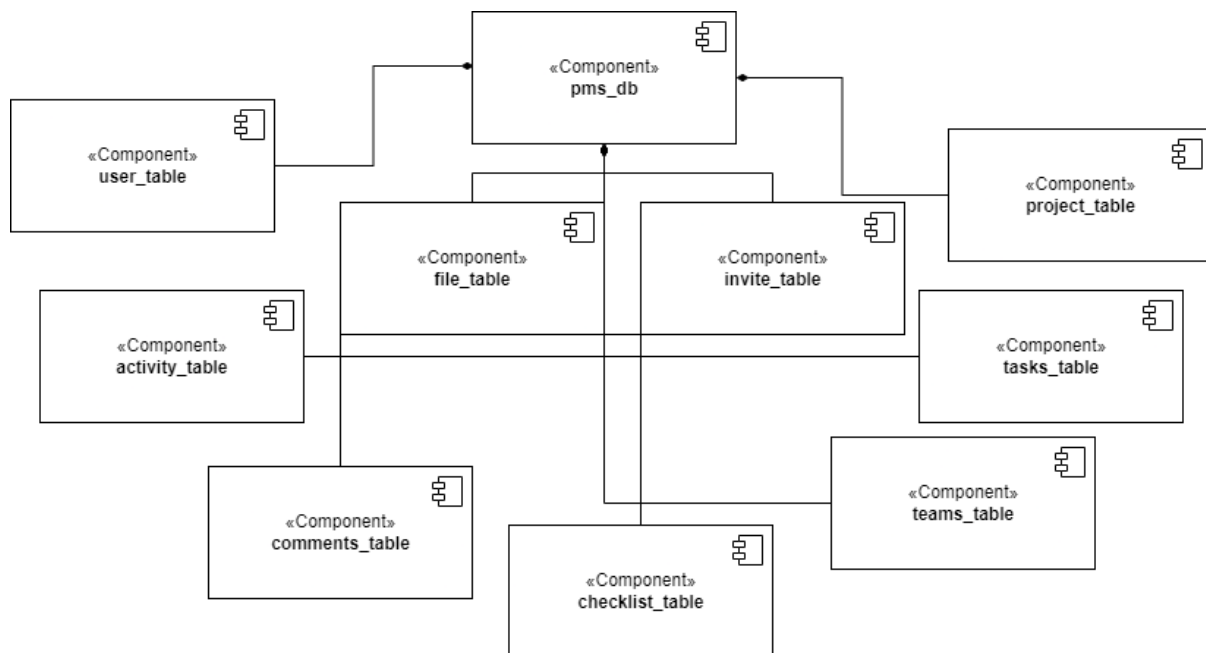 «Component»
pms_db
«Component»
user_table
«Component»
project_table
«Component»
file_table
«Component»
invite_table
«Component»
activity_table
«Component»
tasks_table
«Component»
comments_table
«Component»
teams_table
«Component»
checklist_table